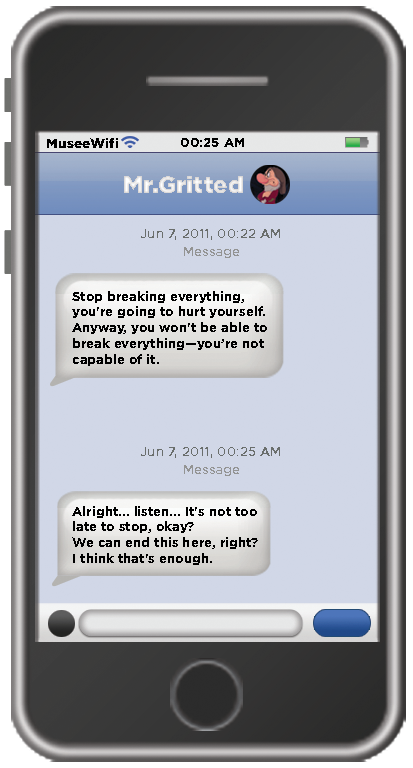 MuseeWifi 00:25 AM
Mr.Gritted
Jun 7, 2011, 00:22 AM
Message
Stop breaking everything,
you're going to hurt yourself.
Anyway, you won't be able to
break everything—you're not
capable of it.
Jun 7, 2011, 00:25 AM
Message
Alright... listen... It's not too
late to stop, okay?
We can end this here, right?
I think that's enough.